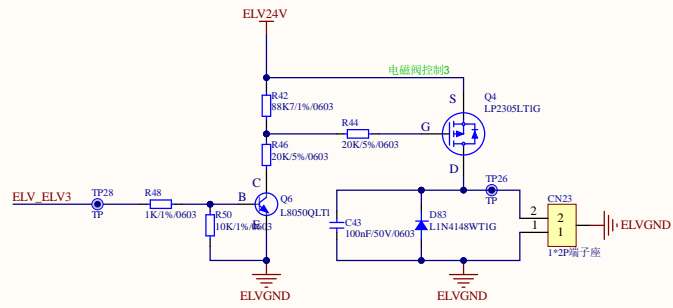 ELV24V
电磁阀控制3
R42
88K7/1%/0603
S
Q4
LP2305LT1G
G
R44
20K/5%/0603
R46
20K/5%/0603
D
C
TP28
TP
ELV_ELV3
R48
1K/1%/0603
B
Q6
L8050QLT1
E
R50
10K/1%/0603
TP26
TP
CN23
2
1
2
1
1*2P端子座
ELVGND
C43
100nF/50V/0603
D83
L1N4148WT1G
ELVGND
ELVGND